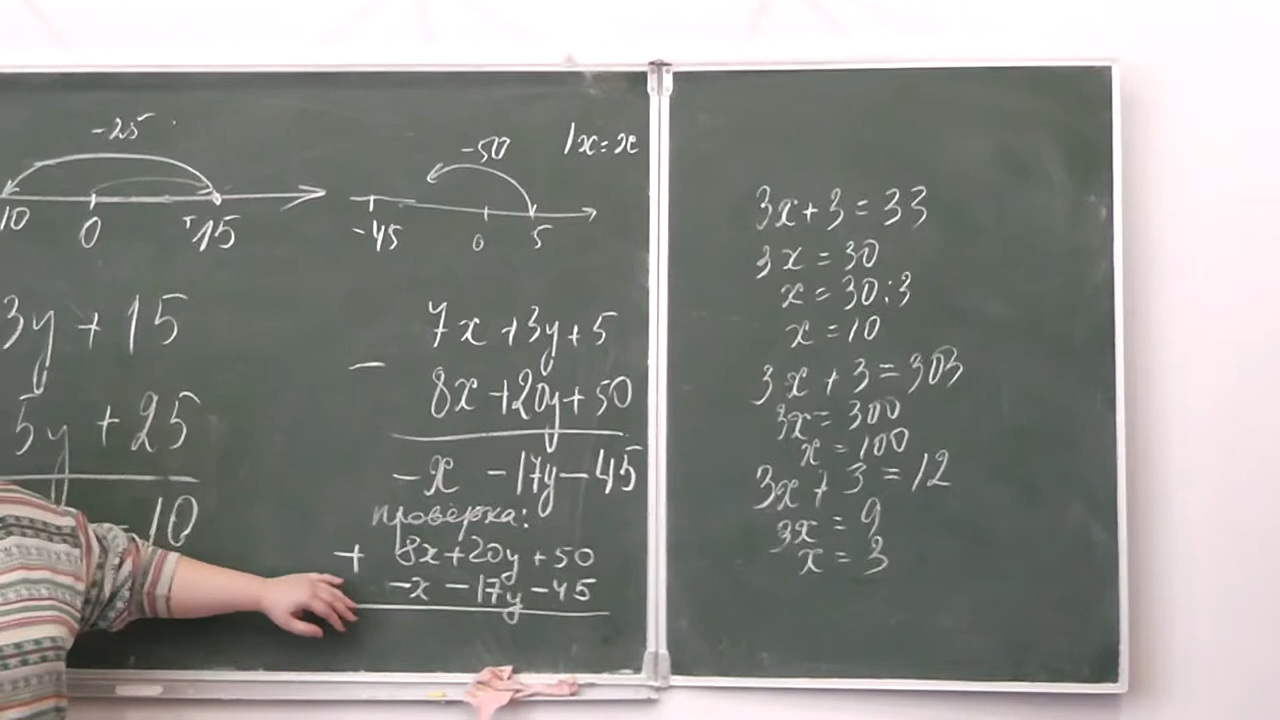 -25
10 0 +15
3y + 15
5y + 25
- 10
-50
1x = x
-45 0 5
7x + 3y + 5
-
8x + 20y + 50
-x - 17y - 45
проверка:
+ 8x + 20y + 50
-x - 17y - 45
3x + 3 = 33
3x = 30
x = 30 : 3
x = 10
3x + 3 = 303
3x = 300
x = 100
3x + 3 = 12
3x = 9
x = 3